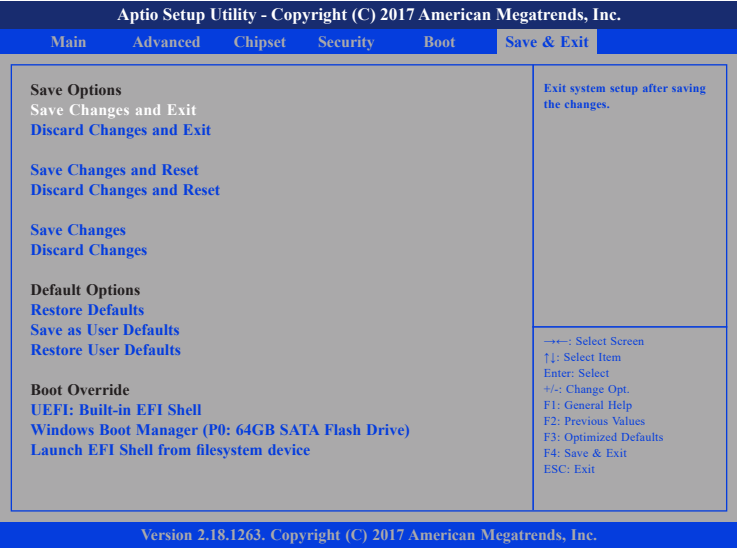 Aptio Setup Utility - Copyright (C) 2017 American Megatrends, Inc.
Main Advanced Chipset Security Boot Save & Exit
Save Options
Save Changes and Exit
Discard Changes and Exit
Save Changes and Reset
Discard Changes and Reset
Save Changes
Discard Changes
Default Options
Restore Defaults
Save as User Defaults
Restore User Defaults
Boot Override
UEFI: Built-in EFI Shell
Windows Boot Manager (P0: 64GB SATA Flash Drive)
Launch EFI Shell from filesystem device
Exit system setup after saving
the changes.
→←: Select Screen
↑↓: Select Item
Enter: Select
+/-: Change Opt.
F1: General Help
F2: Previous Values
F3: Optimized Defaults
F4: Save & Exit
ESC: Exit
Version 2.18.1263. Copyright (C) 2017 American Megatrends, Inc.